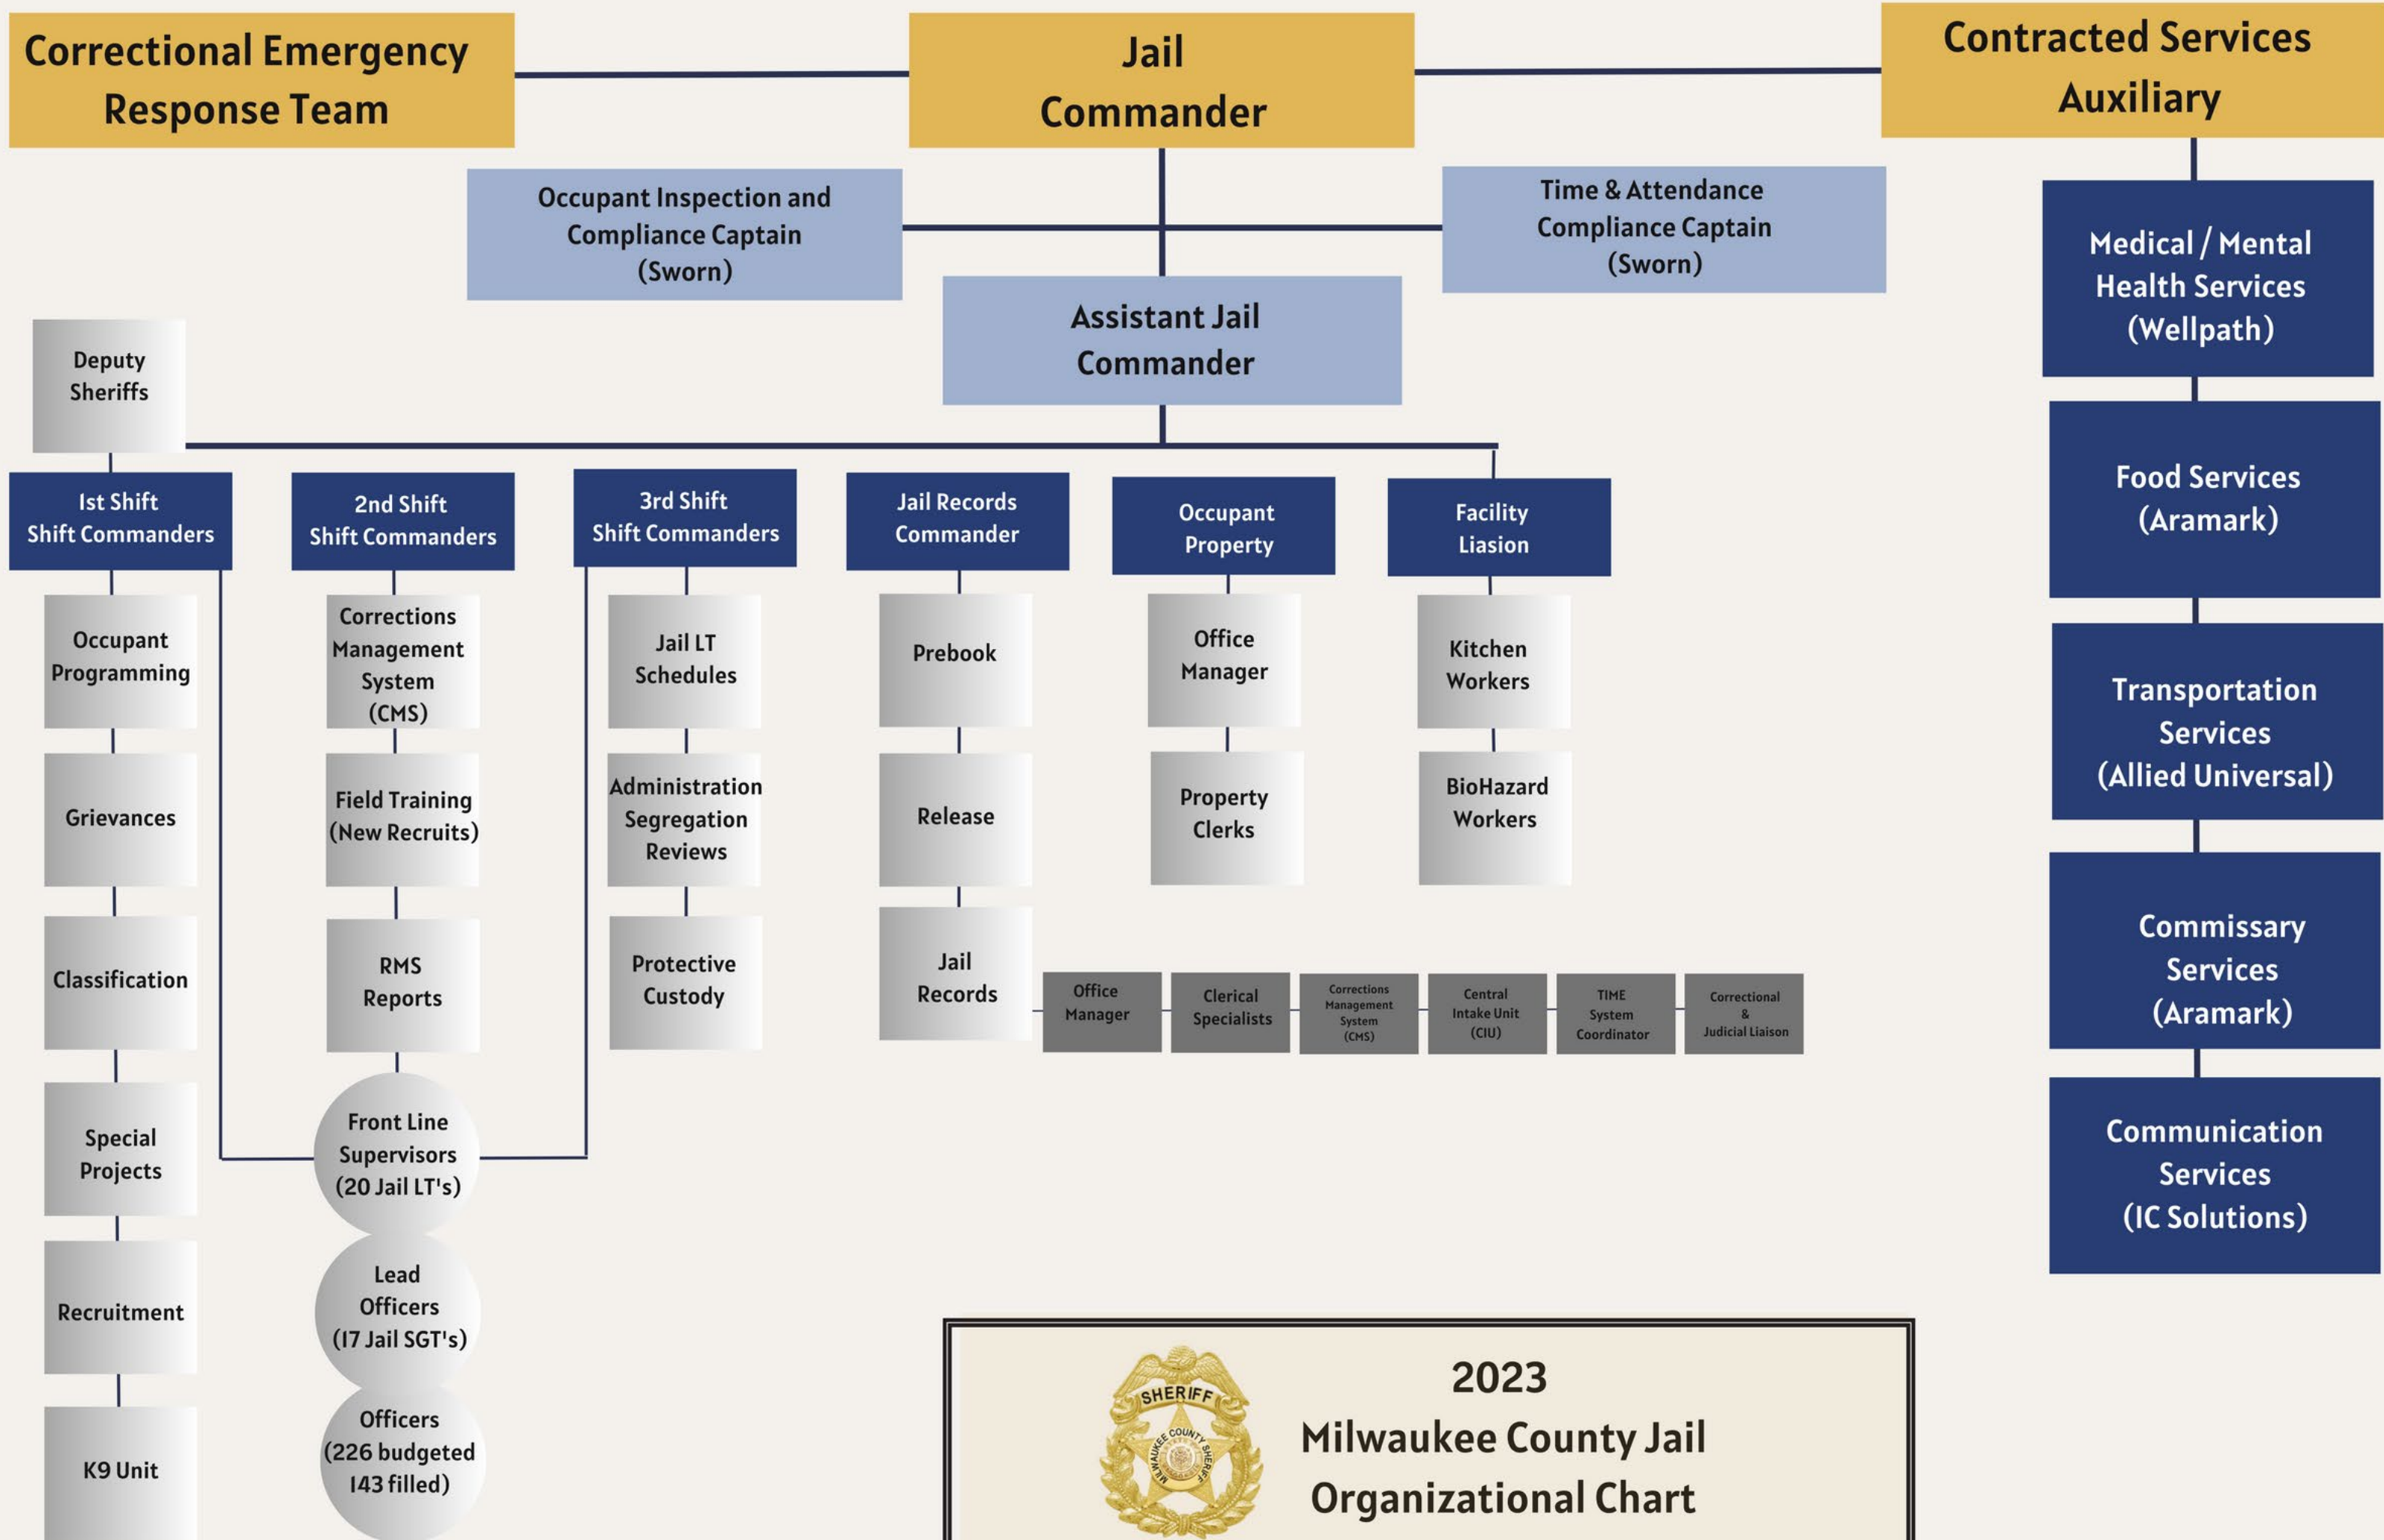 Correctional Emergency
Response Team
Jail
Commander
Contracted Services
Auxiliary
Occupant Inspection and
Compliance Captain
(Sworn)
Time & Attendance
Compliance Captain
(Sworn)
Assistant Jail
Commander
Deputy
Sheriffs
1st Shift
Shift Commanders
Occupant
Programming
Grievances
Classification
Special
Projects
Recruitment
K9 Unit
2nd Shift
Shift Commanders
Corrections
Management
System
(CMS)
Field Training
(New Recruits)
RMS
Reports
Front Line
Supervisors
(20 Jail LT's)
Lead
Officers
(17 Jail SGT's)
Officers
(226 budgeted
143 filled)
3rd Shift
Shift Commanders
Jail LT
Schedules
Administration
Segregation
Reviews
Protective
Custody
Jail Records
Commander
Prebook
Release
Jail
Records
Office
Manager
Clerical
Specialists
Corrections
Management
System
(CMS)
Central
Intake Unit
(CIU)
TIME
System
Coordinator
Correctional
&
Judicial Liaison
Occupant
Property
Office
Manager
Property
Clerks
Facility
Liasion
Kitchen
Workers
BioHazard
Workers
Medical / Mental
Health Services
(Wellpath)
Food Services
(Aramark)
Transportation
Services
(Allied Universal)
Commissary
Services
(Aramark)
Communication
Services
(IC Solutions)
SHERIFF
MILWAUKEE COUNTY SHERIFF
2023
Milwaukee County Jail
Organizational Chart